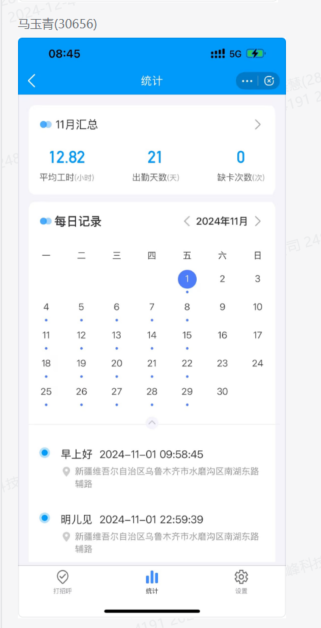 马玉青(30656)
08:45
5G
统计
11月汇总
12.82 21 0
平均工时(小时) 出勤天数(天) 缺卡次数(次)
每日记录 2024年11月
一 二 三 四 五 六 日
1 2 3
4 5 6 7 8 9 10
11 12 13 14 15 16 17
18 19 20 21 22 23 24
25 26 27 28 29 30
早上好 2024-11-01 09:58:45
新疆维吾尔自治区乌鲁木齐市水磨沟区南湖东路
辅路
明儿见 2024-11-01 22:59:39
新疆维吾尔自治区乌鲁木齐市水磨沟区南湖东路
辅路
打招呼 统计 设置